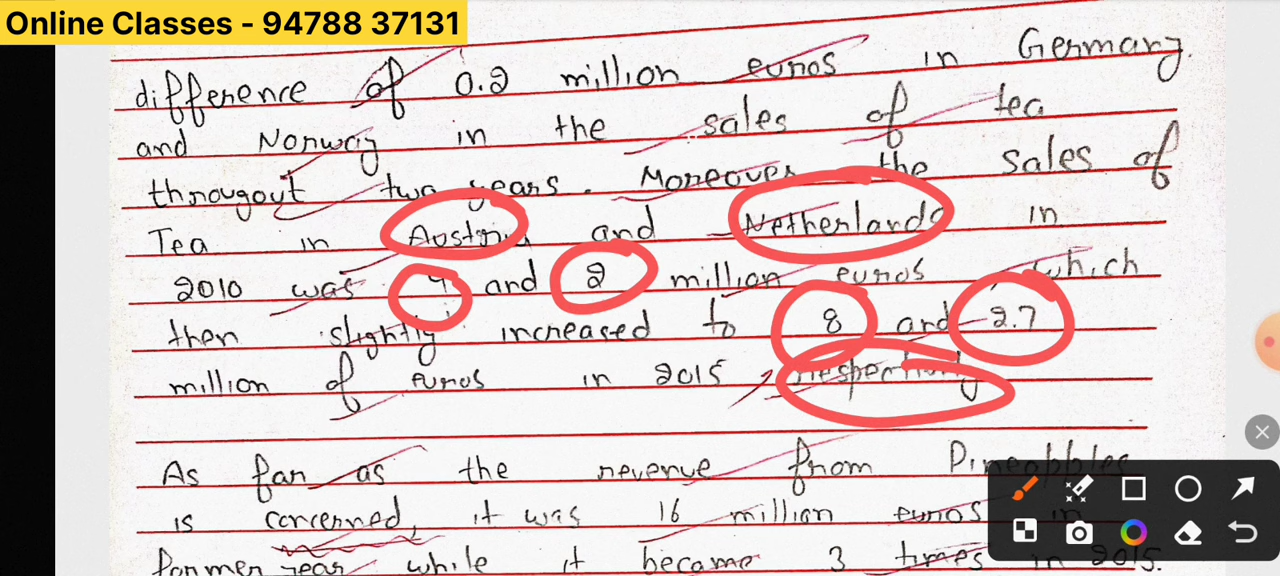 Online Classes - 94788 37131
difference of 0.2 million euros in Germany
and Norway in the sales of tea
througout two years. Moreover the sales of
Tea in Austria and Netherlands in
2010 was and 2 million euros which
then slightly increased to 8 and 2.7
million of euros in 2015, respectively
As far as the revenue from Pineapples
is concerned, it was 16 million euros in
former year while it became 3 times in 2015.